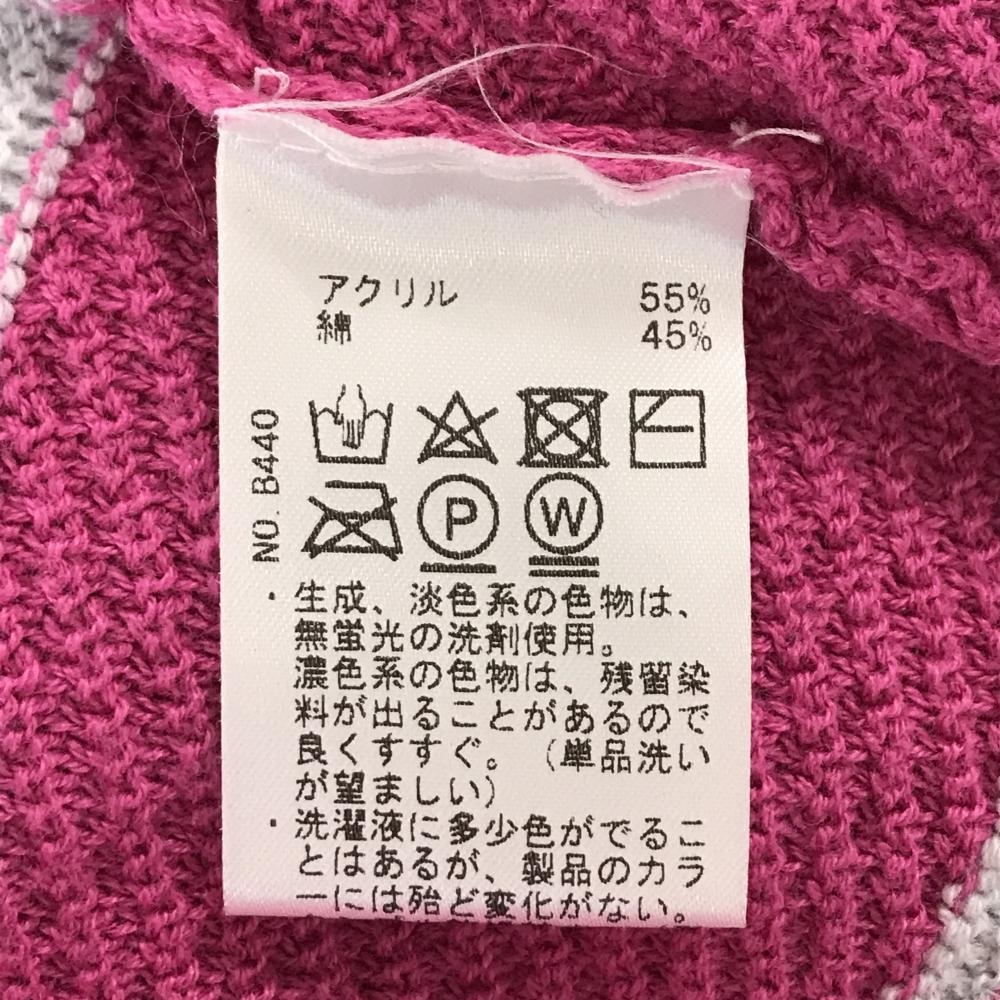 アクリル 55%
綿 45%
NO. B440
P W
・生成、淡色系の色物は、
無蛍光の洗剤使用。
濃色系の色物は、残留染
料が出ることがあるので
良くすすぐ。（単品洗い
が望ましい）
・洗濯液に多少色がでるこ
とはあるが、製品のカラ
ーには殆ど変化がない。